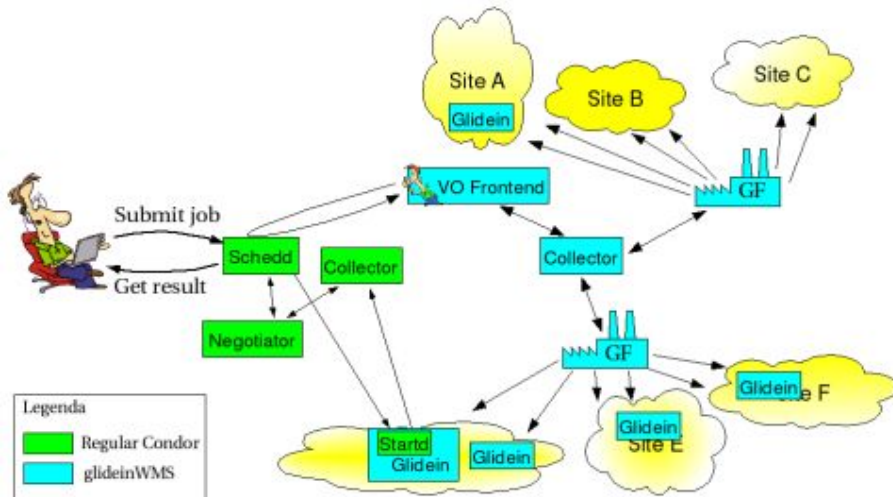 Site A
Glidein
Site B
Site C
GF
VO Frontend
Submit job
Schedd
Collector
Collector
Get result
Negotiator
GF
Glidein
Site F
Glidein
Site E
Startd
Glidein
Glidein
Legenda
Regular Condor
glideinWMS